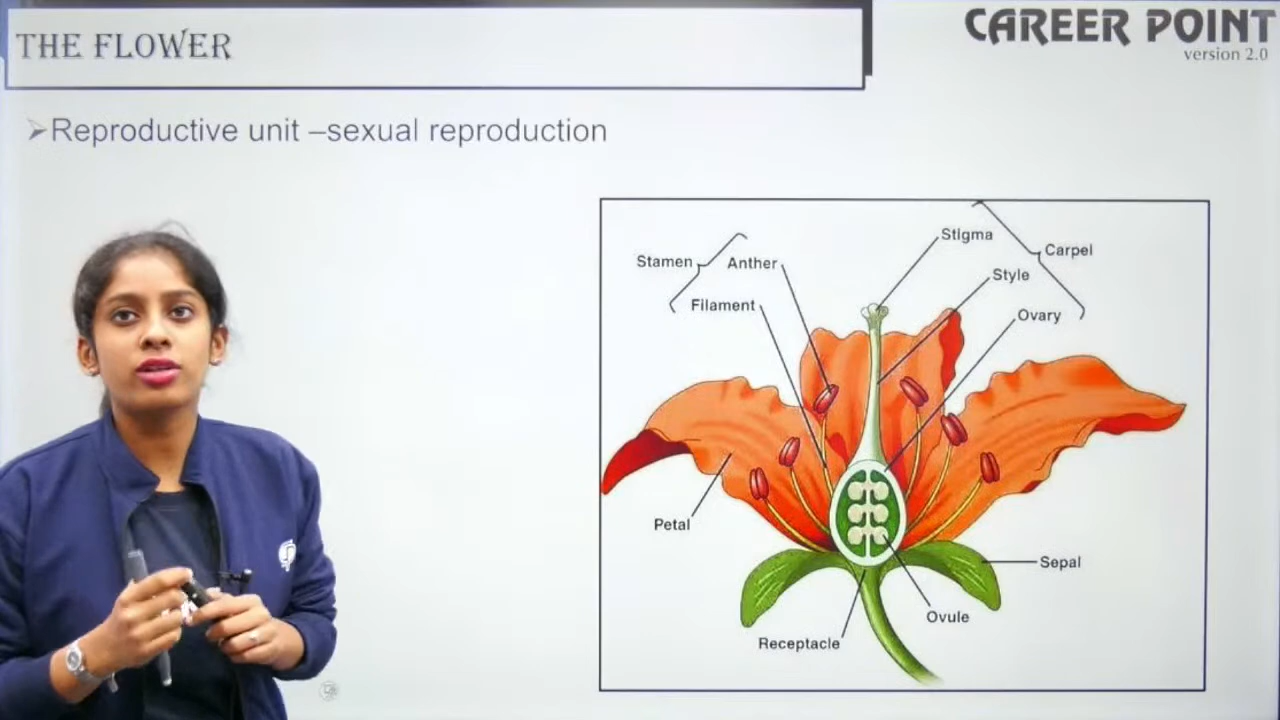 THE FLOWER
CAREER POINT
version 2.0
➢Reproductive unit –sexual reproduction
Stigma
Carpel
Stamen
Anther
Style
Filament
Ovary
Petal
Sepal
Ovule
Receptacle